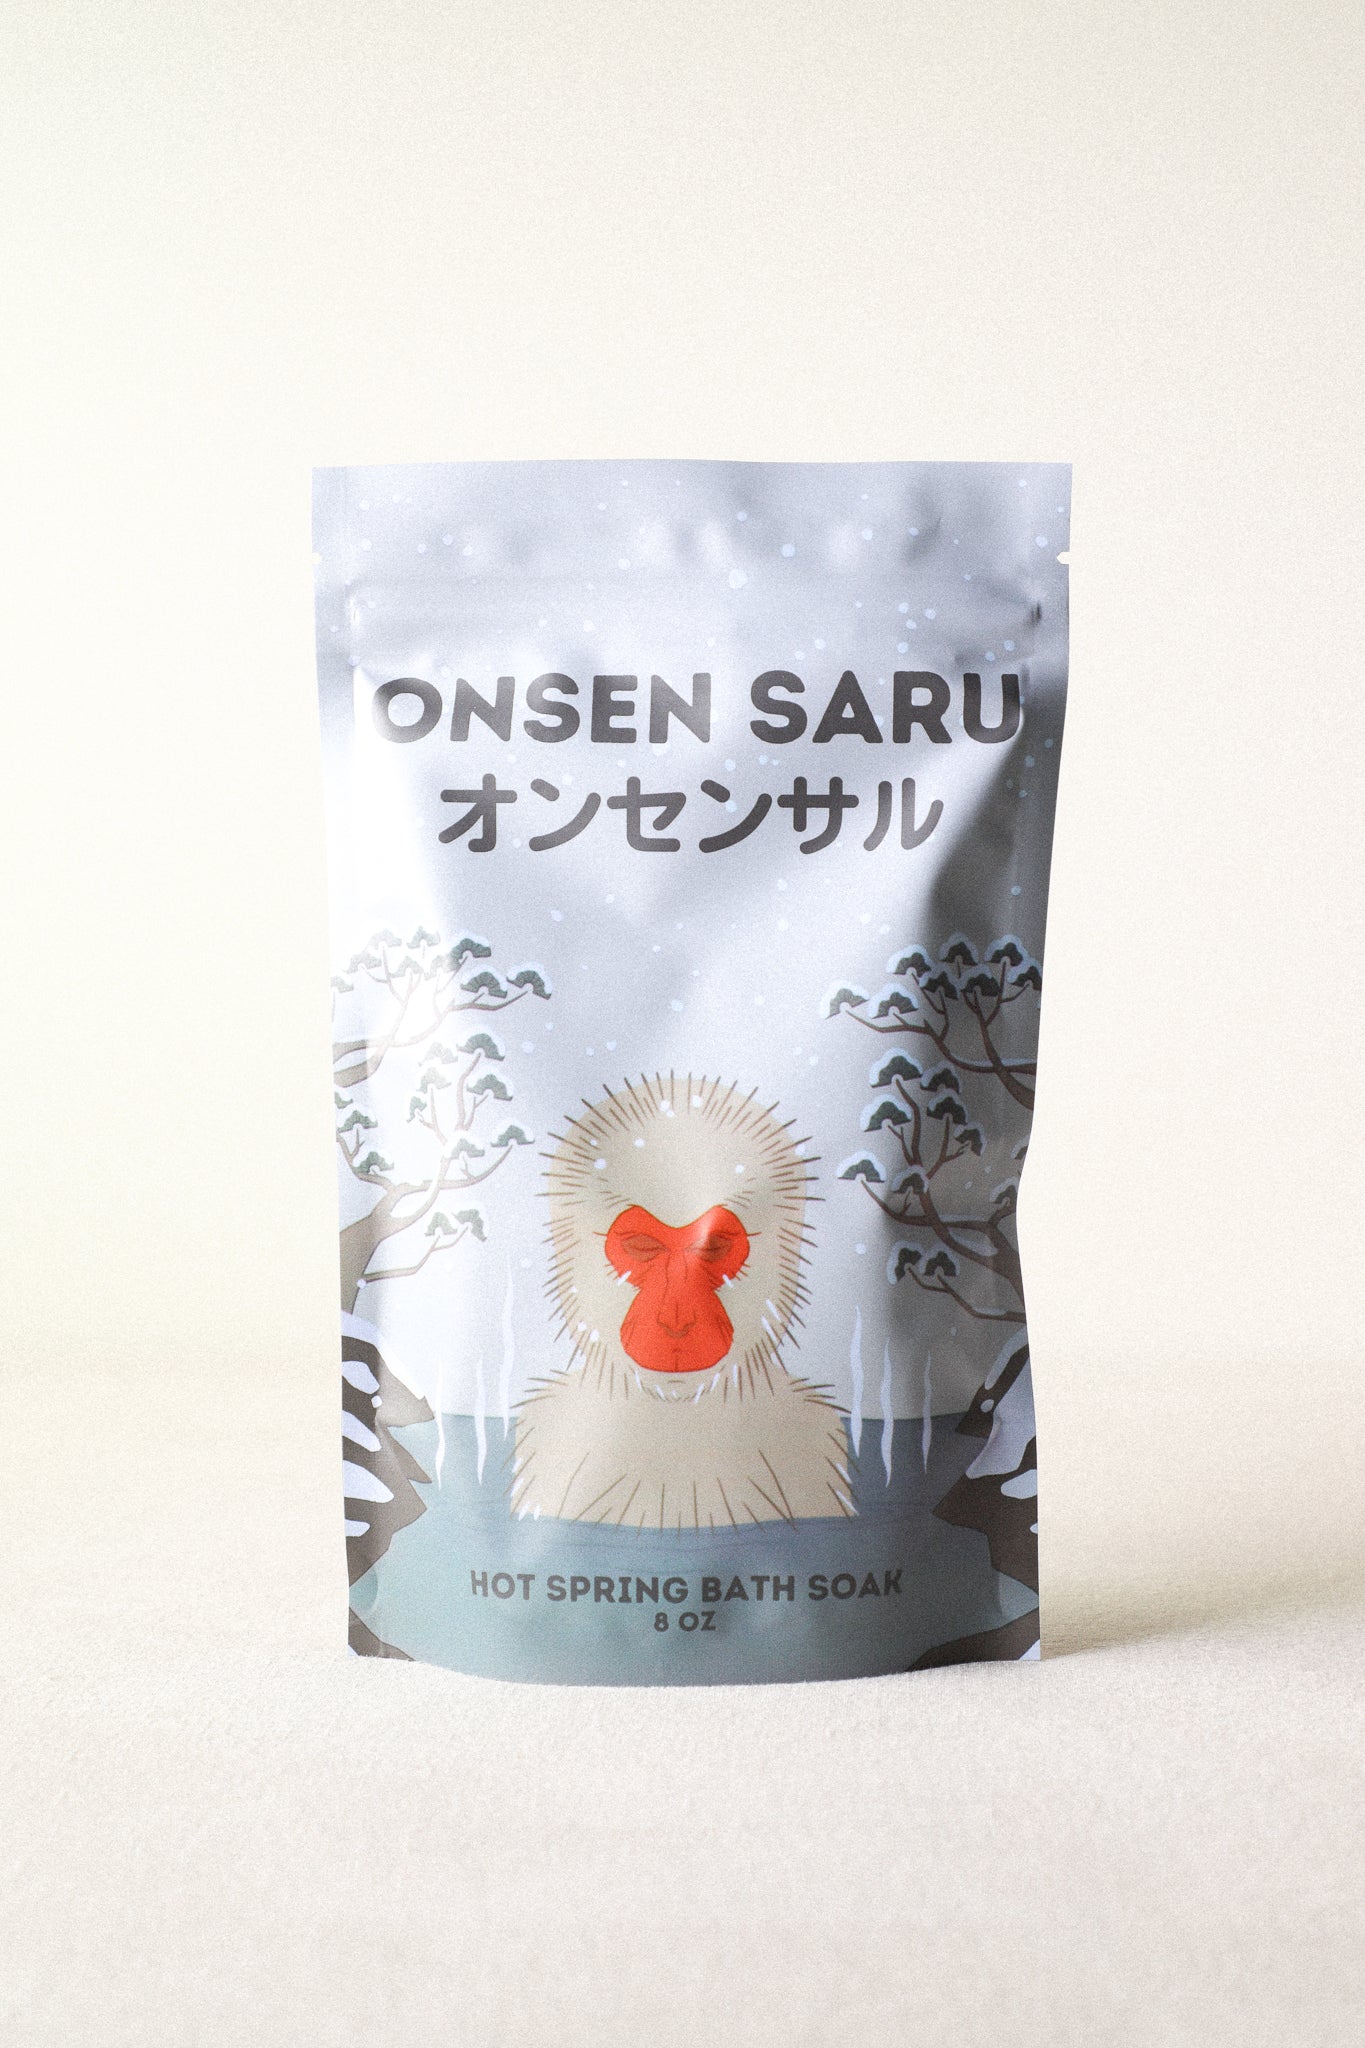 ONSEN SARU
オンセンサル
HOT SPRING BATH SOAK
8 OZ